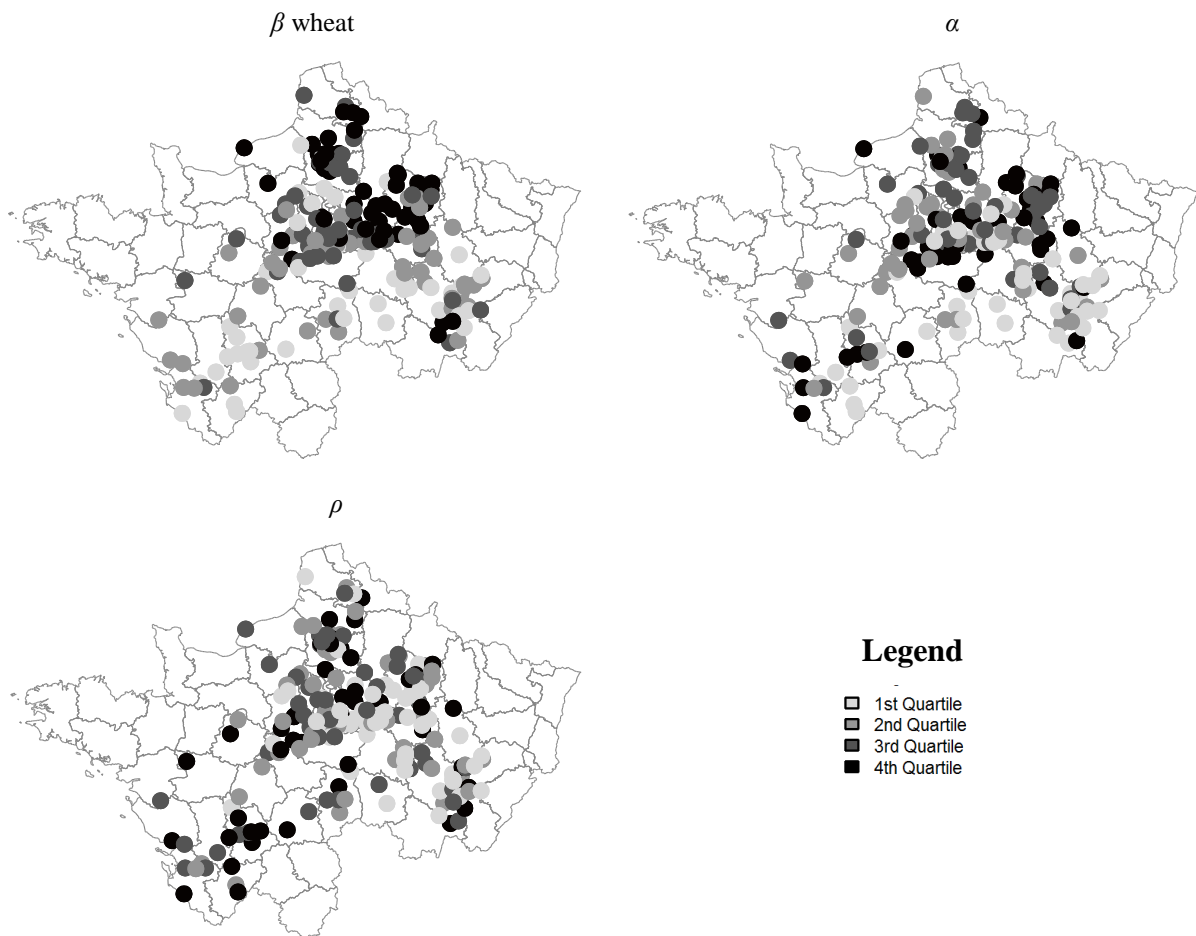 β wheat
α
ρ
Legend
1st Quartile
2nd Quartile
3rd Quartile
4th Quartile